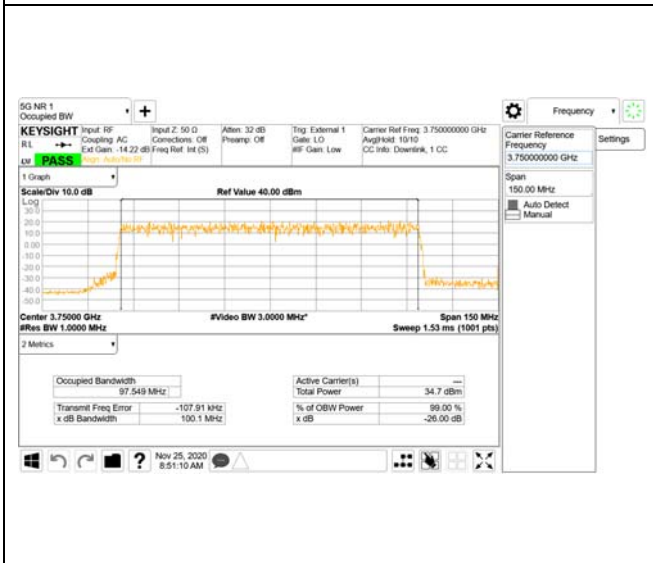 5G NR 1
Occupied BW
Frequency
KEYSIGHT
RL
PASS
Input: RF
Coupling: AC
Ext Gain: -14.22 dB
Align: Auto/No RF
Input Z: 50 Ω
Corrections: Off
Freq Ref: Int (S)
Atten: 32 dB
Preamp: Off
Trig: External 1
Gate: LO
#IF Gain: Low
Carrier Ref Freq: 3.750000000 GHz
Avg|Hold: 10/10
CC Info: Downlink, 1 CC
Carrier Reference
Frequency
3.750000000 GHz
Settings
Span
150.00 MHz
Auto Detect
Manual
1 Graph
Scale/Div 10.0 dB
Ref Value 40.00 dBm
Log
30.0
20.0
10.0
0.00
-10.0
-20.0
-30.0
-40.0
-50.0
Center 3.75000 GHz
#Video BW 3.0000 MHz*
Span 150 MHz
#Res BW 1.0000 MHz
Sweep 1.53 ms (1001 pts)
2 Metrics
Occupied Bandwidth
97.549 MHz
Transmit Freq Error -107.91 kHz
x dB Bandwidth 100.1 MHz
Active Carrier(s) ---
Total Power 34.7 dBm
% of OBW Power 99.00 %
x dB -26.00 dB
Nov 25, 2020
8:51:10 AM